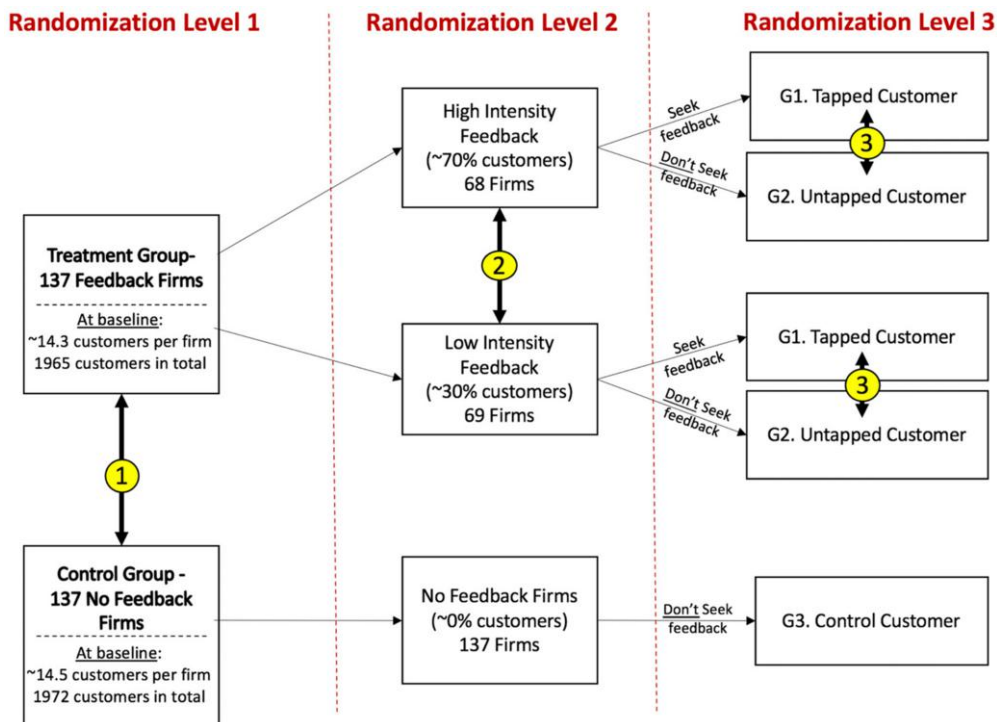 Randomization Level 1
Randomization Level 2
Randomization Level 3
Treatment Group-
137 Feedback Firms
At baseline:
~14.3 customers per firm
1965 customers in total
1
Control Group -
137 No Feedback
Firms
At baseline:
~14.5 customers per firm
1972 customers in total
High Intensity
Feedback
(~70% customers)
68 Firms
2
Low Intensity
Feedback
(~30% customers)
69 Firms
No Feedback Firms
(~0% customers)
137 Firms
Seek
feedback
Don't Seek
feedback
G1. Tapped Customer
3
G2. Untapped Customer
Seek
feedback
Don't Seek
feedback
G1. Tapped Customer
3
G2. Untapped Customer
Don't Seek
feedback
G3. Control Customer